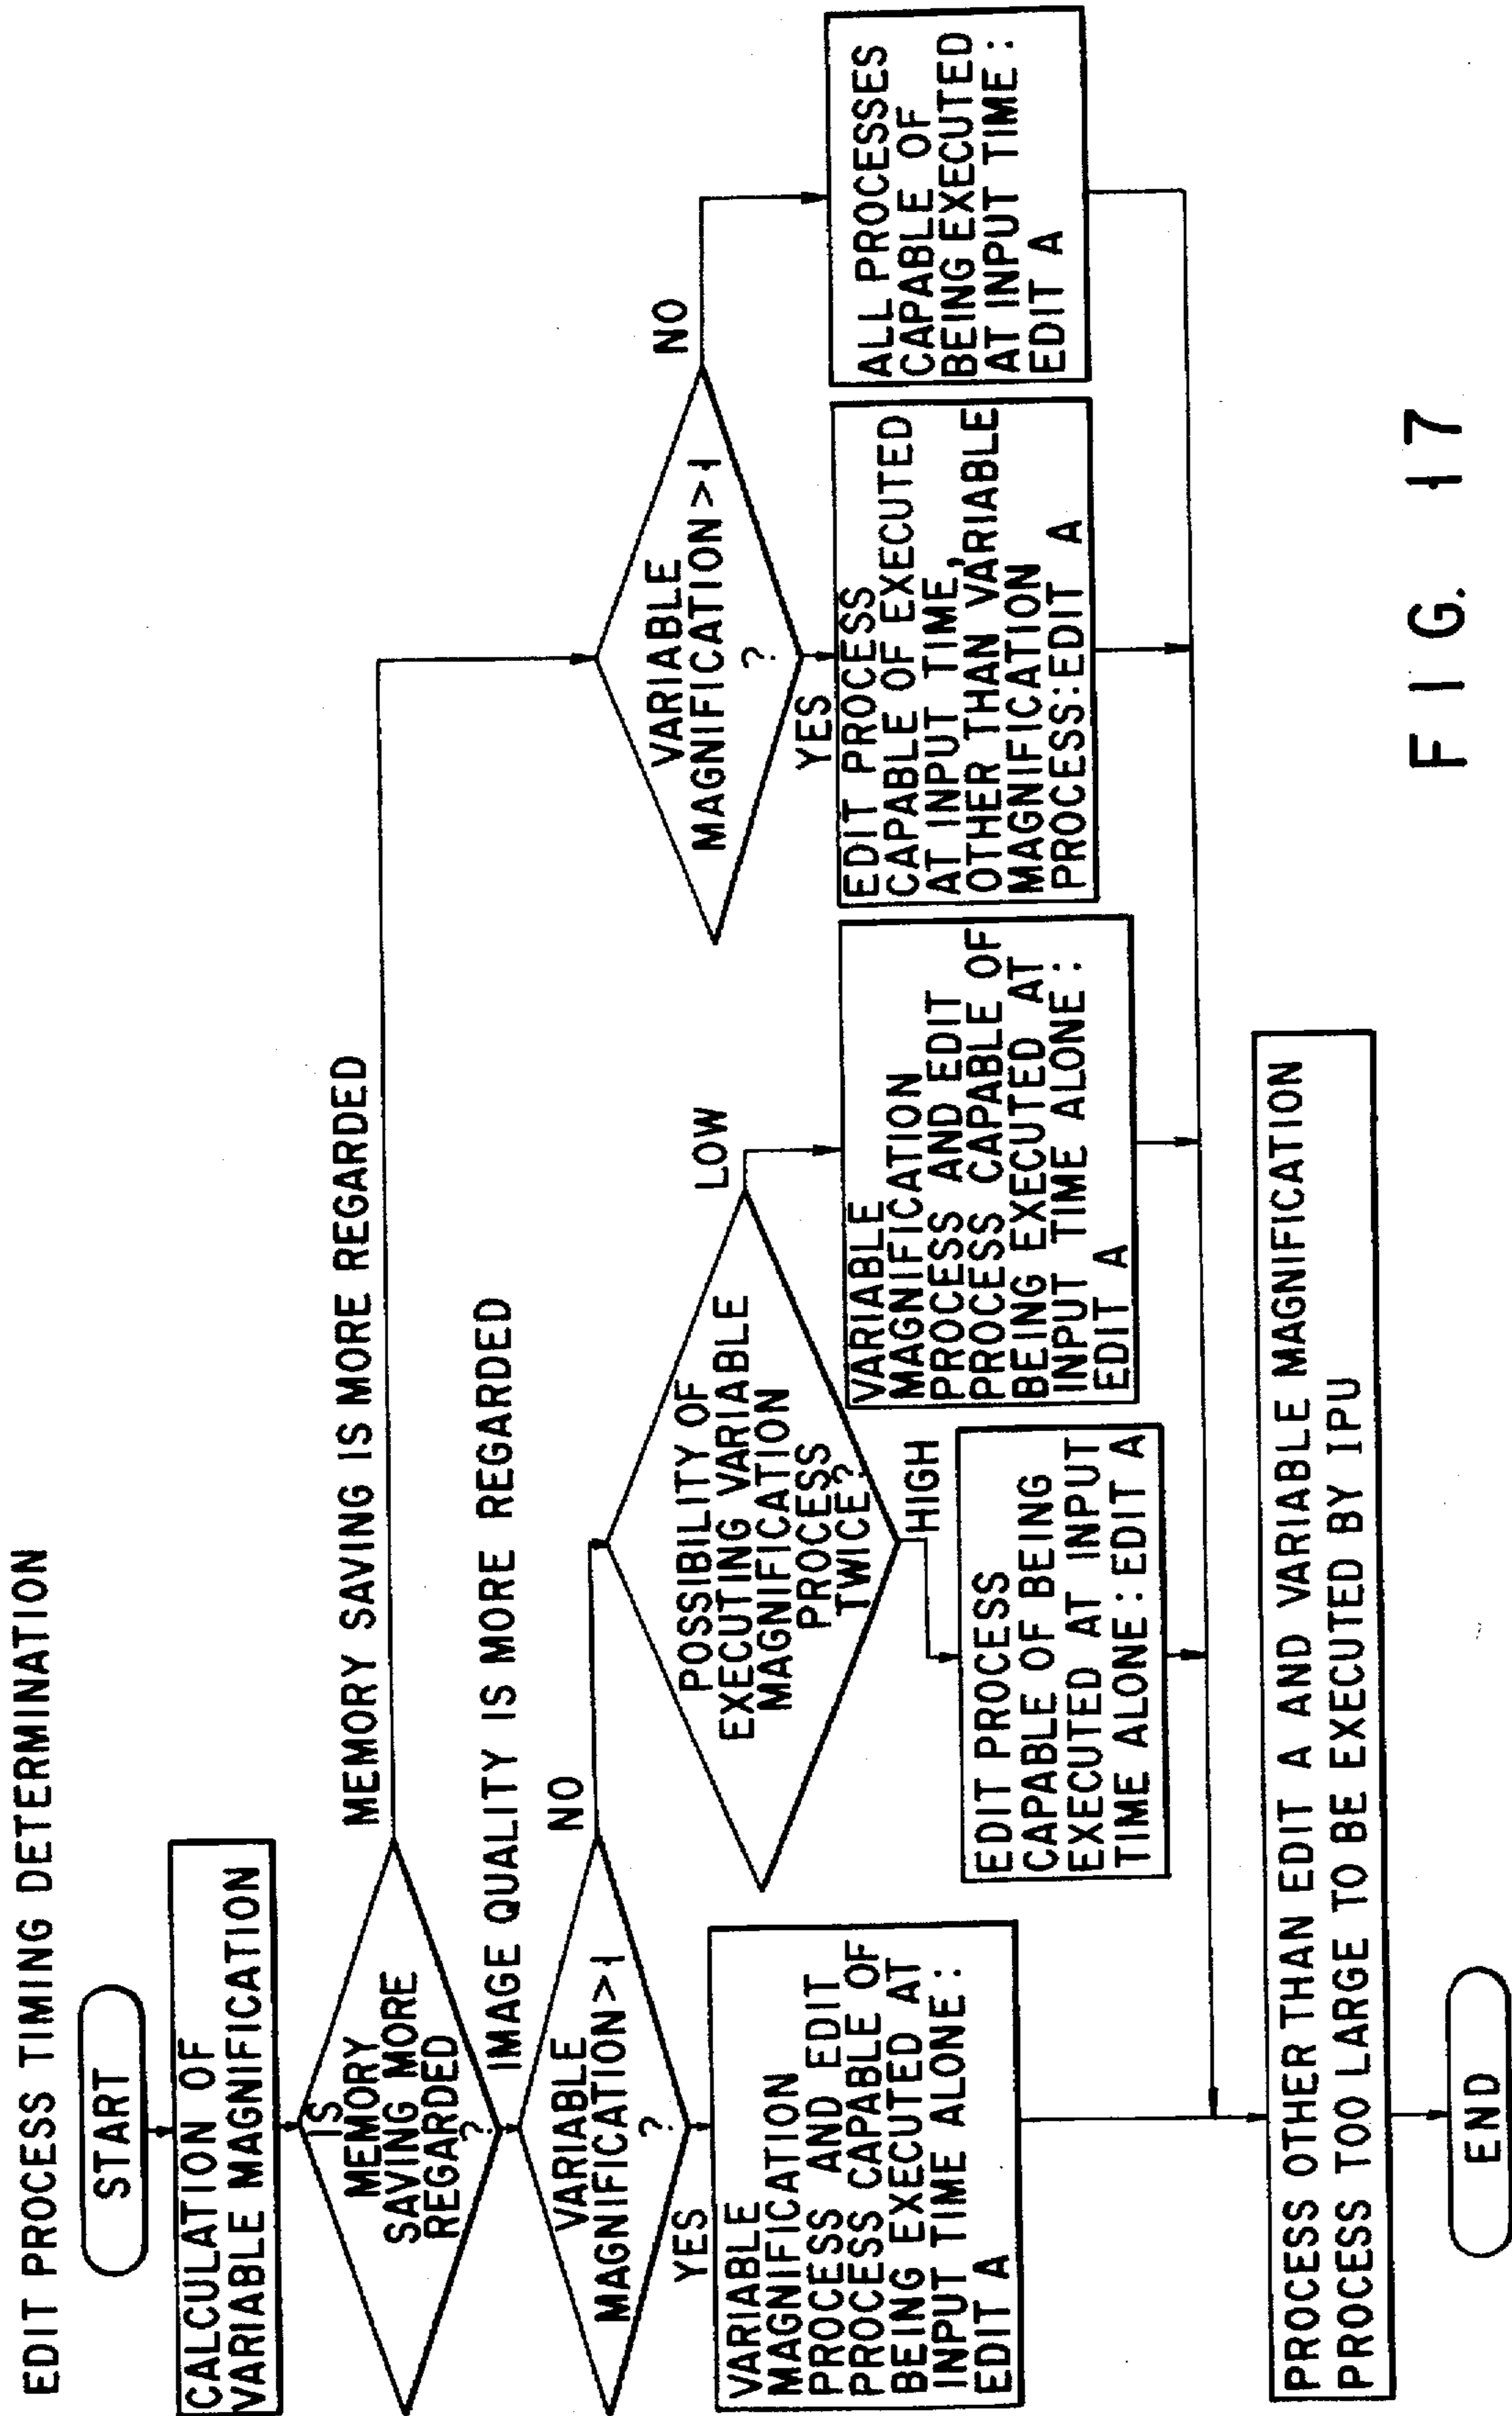 EDIT PROCESS TIMING DETERMINATION
START
CALCULATION OF
VARIABLE MAGNIFICATION
IS
MEMORY
SAVING MORE
REGARDED
?
MEMORY SAVING IS MORE REGARDED
IMAGE QUALITY IS MORE REGARDED
VARIABLE
MAGNIFICATION>1
?
NO
YES
VARIABLE
MAGNIFICATION
PROCESS AND EDIT
PROCESS CAPABLE OF
BEING EXECUTED AT
INPUT TIME ALONE:
EDIT A
POSSIBILITY OF
EXECUTING VARIABLE
MAGNIFICATION
PROCESS
TWICE?
LOW
HIGH
EDIT PROCESS
CAPABLE OF BEING
EXECUTED AT INPUT
TIME ALONE:EDIT A
VARIABLE
MAGNIFICATION
PROCESS AND EDIT
PROCESS CAPABLE OF
BEING EXECUTED AT
INPUT TIME ALONE:
EDIT A
VARIABLE
MAGNIFICATION>1
?
NO
YES
EDIT PROCESS
CAPABLE OF EXECUTED
AT INPUT TIME,
OTHER THAN VARIABLE
MAGNIFICATION
PROCESS:EDIT A
ALL PROCESSES
CAPABLE OF
BEING EXECUTED
AT INPUT TIME:
EDIT A
PROCESS OTHER THAN EDIT A AND VARIABLE MAGNIFICATION
PROCESS TOO LARGE TO BE EXECUTED BY IPU
END
FIG. 17